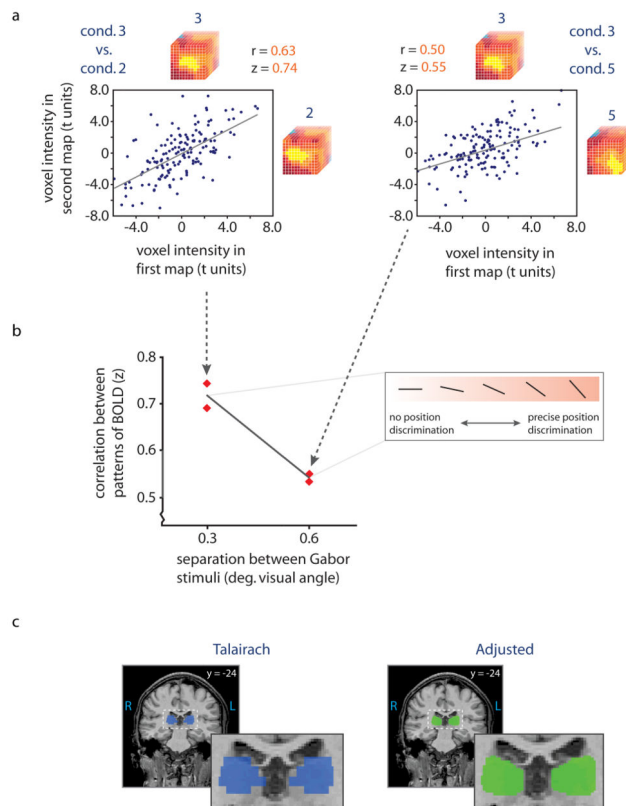 a
3
3
cond. 3
vs.
cond. 2
r = 0.63
z = 0.74
r = 0.50
z = 0.55
cond. 3
vs.
cond. 5
voxel intensity in
second map (t units)
8.0
4.0
0
-4.0
-8.0
-4.0 0 4.0 8.0
2
voxel intensity in
first map (t units)
8.0
4.0
0
-4.0
-8.0
-4.0 0 4.0 8.0
5
voxel intensity in
first map (t units)
b
correlation between
patterns of BOLD (z)
0.8
0.7
0.6
0.5
0.3 0.6
separation between Gabor
stimuli (deg. visual angle)
no position
discrimination
precise position
discrimination
c
Talairach
y = -24
R L
Adjusted
y = -24
R L